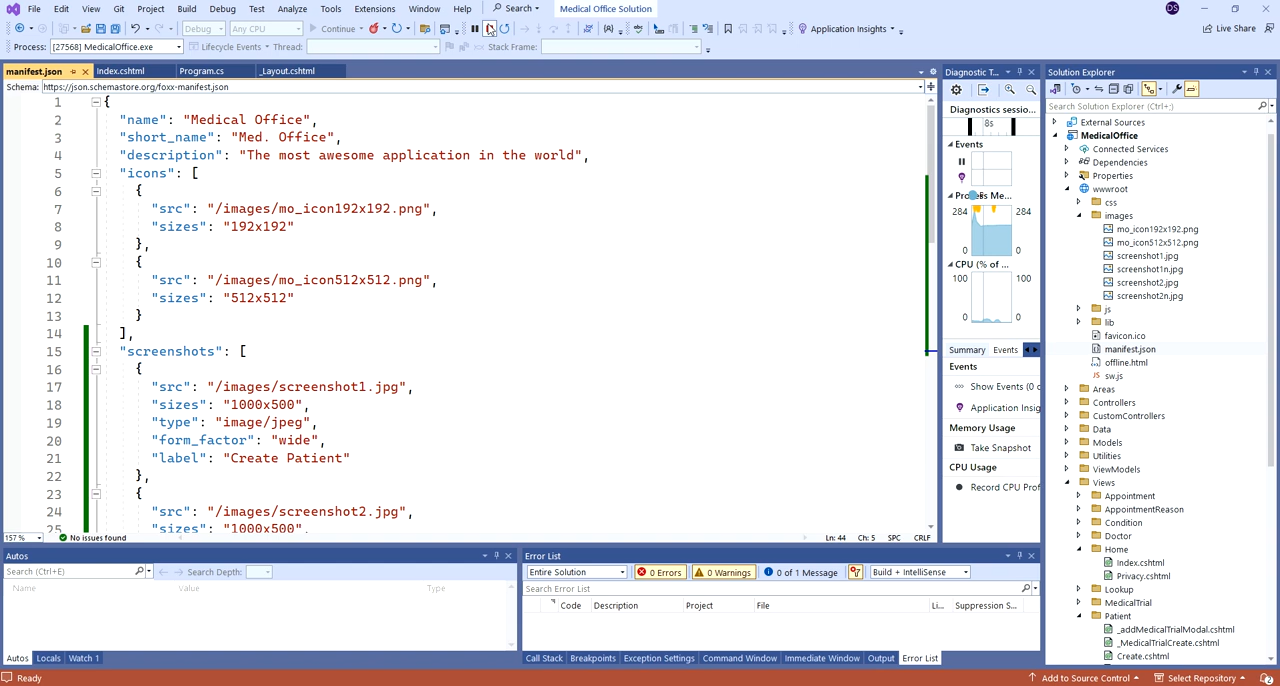 File Edit View Git Project Build Debug Test Analyze Tools Extensions Window Help Search Medical Office Solution DS
Debug Any CPU Continue Application Insights Live Share
Process: [27568] MedicalOffice.exe Lifecycle Events Thread: Stack Frame:
manifest.json Index.cshtml Program.cs _Layout.cshtml
Schema: https://json.schemastore.org/foxx-manifest.json
1 {
2 "name": "Medical Office",
3 "short_name": "Med. Office",
4 "description": "The most awesome application in the world",
5 "icons": [
6 {
7 "src": "/images/mo_icon192x192.png",
8 "sizes": "192x192"
9 },
10 {
11 "src": "/images/mo_icon512x512.png",
12 "sizes": "512x512"
13 }
14 ],
15 "screenshots": [
16 {
17 "src": "/images/screenshot1.jpg",
18 "sizes": "1000x500",
19 "type": "image/jpeg",
20 "form_factor": "wide",
21 "label": "Create Patient"
22 },
23 {
24 "src": "/images/screenshot2.jpg",
25 "sizes": "1000x500",
157 % No issues found Ln: 44 Ch: 5 SPC CRLF
Diagnostic T...
Diagnostics sessio...
8s
Events
284 284
0 0
CPU (% of ...
100 100
0 0
Summary Events
Events
Show Events (0 o
Application Insig
Memory Usage
Take Snapshot
CPU Usage
Record CPU Prof
Solution Explorer
Search Solution Explorer (Ctrl+;)
External Sources
MedicalOffice
Connected Services
Dependencies
Properties
wwwroot
css
images
mo_icon192x192.png
mo_icon512x512.png
screenshot1.jpg
screenshot1n.jpg
screenshot2.jpg
screenshot2n.jpg
js
lib
favicon.ico
manifest.json
offline.html
sw.js
Areas
Controllers
CustomControllers
Data
Models
Utilities
ViewModels
Views
Appointment
AppointmentReason
Condition
Doctor
Home
Index.cshtml
Privacy.cshtml
Lookup
MedicalTrial
Patient
_addMedicalTrialModal.cshtml
_MedicalTrialCreate.cshtml
Create.cshtml
Autos
Search (Ctrl+E) Search Depth:
Name Value Type
Autos Locals Watch 1
Error List
Entire Solution 0 Errors 0 Warnings 0 of 1 Message Build + IntelliSense
Search Error List
Code Description Project File Li... Suppression S...
Call Stack Breakpoints Exception Settings Command Window Immediate Window Output Error List
Ready Add to Source Control Select Repository 2